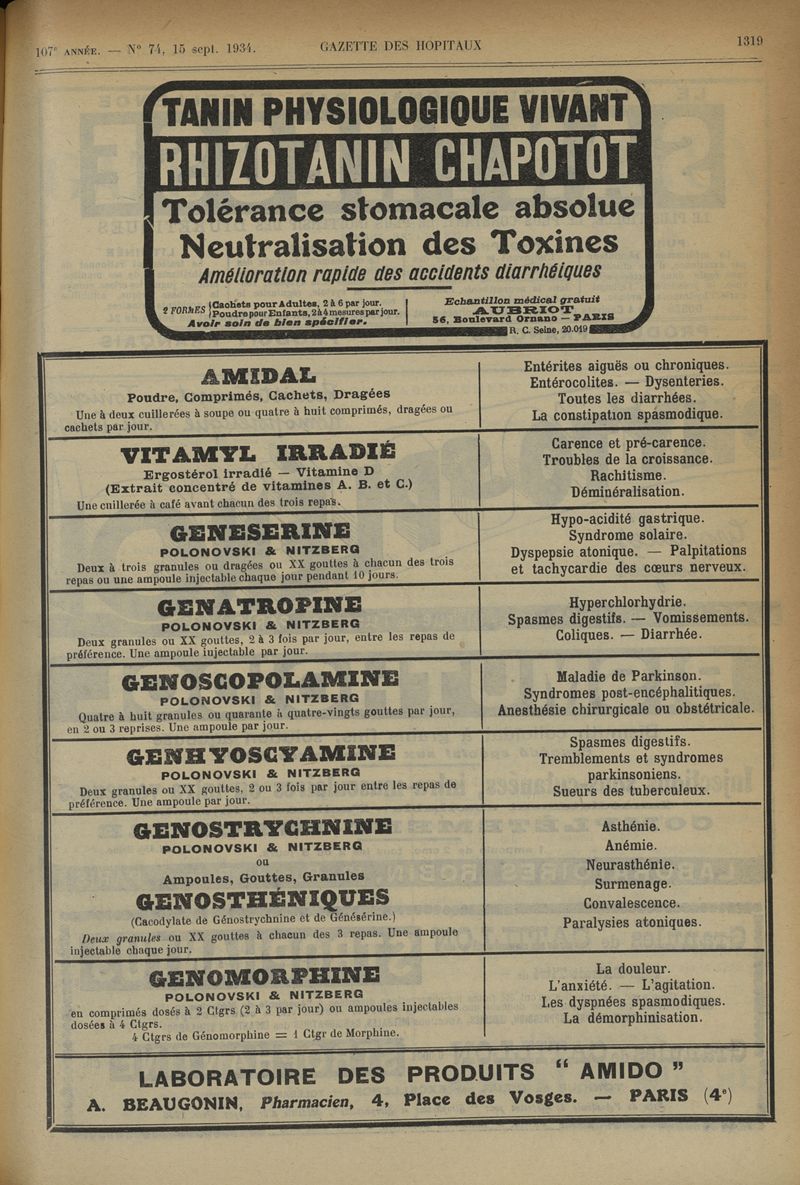 107e ANNÉE. — N° 74, 15 sept. 1934.
GAZETTE DES HOPITAUX
1319
TANIN PHYSIOLOGIQUE VIVANT
RHIZOTANIN CHAPOTOT
Tolérance stomacale absolue
Neutralisation des Toxines
Amélioration rapide des accidents diarrhéiques
2 FORMES Cachets pour Adultes, 2 à 6 par jour.
Poudre pour Enfants, 2 à 4 mesures par jour.
Avoir soin de bien spécifier.
Echantillon médical gratuit
AUBRIOT
56, Boulevard Ornano — PARIS
R. C. Seine, 20.019
AMIDAL
Poudre, Comprimés, Cachets, Dragées
Une à deux cuillerées à soupe ou quatre à huit comprimés, dragées ou
cachets par jour.
Entérites aiguës ou chroniques.
Entérocolites. — Dysenteries.
Toutes les diarrhées.
La constipation spasmodique.
VITAMYL IRRADIÉ
Ergostérol irradié — Vitamine D
(Extrait concentré de vitamines A. B. et C.)
Une cuillerée à café avant chacun des trois repas.
Carence et pré-carence.
Troubles de la croissance.
Rachitisme.
Déminéralisation.
GENESERINE
POLONOVSKI & NITZBERG
Deux à trois granules ou dragées ou XX gouttes à chacun des trois
repas ou une ampoule injectable chaque jour pendant 10 jours.
Hypo-acidité gastrique.
Syndrome solaire.
Dyspepsie atonique. — Palpitations
et tachycardie des cœurs nerveux.
GENATROPINE
POLONOVSKI & NITZBERG
Deux granules ou XX gouttes, 2 à 3 fois par jour, entre les repas de
préférence. Une ampoule injectable par jour.
Hyperchlorhydrie.
Spasmes digestifs. — Vomissements.
Coliques. — Diarrhée.
GENOSCOPOLAMINE
POLONOVSKI & NITZBERG
Quatre à huit granules ou quarante à quatre-vingts gouttes par jour,
en 2 ou 3 reprises. Une ampoule par jour.
Maladie de Parkinson.
Syndromes post-encéphalitiques.
Anesthésie chirurgicale ou obstétricale.
GENHYOSCYAMINE
POLONOVSKI & NITZBERG
Deux granules ou XX gouttes, 2 ou 3 fois par jour entre les repas de
préférence. Une ampoule par jour.
Spasmes digestifs.
Tremblements et syndromes
parkinsoniens.
Sueurs des tuberculeux.
GENOSTRYCHNINE
POLONOVSKI & NITZBERG
ou
Ampoules, Gouttes, Granules
GENOSTHÉNIQUES
(Cacodylate de Génostrychnine et de Génésérine.)
Deux granules ou XX gouttes à chacun des 3 repas. Une ampoule
injectable chaque jour.
Asthénie.
Anémie.
Neurasthénie.
Surmenage.
Convalescence.
Paralysies atoniques.
GENOMORPHINE
POLONOVSKI & NITZBERG
en comprimés dosés à 2 Ctgrs (2 à 3 par jour) ou ampoules injectables
dosées à 4 Ctgrs.
4 Ctgrs de Génomorphine = 1 Ctgr de Morphine.
La douleur.
L'anxiété. — L'agitation.
Les dyspnées spasmodiques.
La démorphinisation.
LABORATOIRE DES PRODUITS “ AMIDO ”
A. BEAUGONIN, Pharmacien, 4, Place des Vosges. — PARIS (4e)